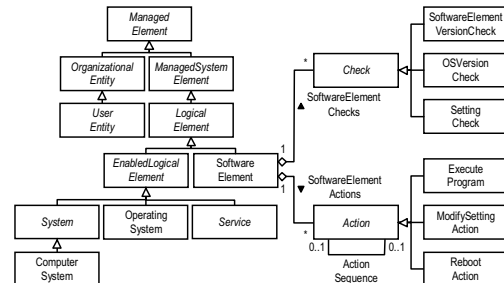 Managed
Element
Organizational
Entity
ManagedSystem
Element
User
Entity
Logical
Element
EnabledLogical
Element
Software
Element
System
Operating
System
Service
Computer
System
1
1
*
SoftwareElement
Checks
SoftwareElement
Actions
*
Check
SoftwareElement
VersionCheck
OSVersion
Check
Setting
Check
Action
0..1
0..1
Action
Sequence
Execute
Program
ModifySetting
Action
Reboot
Action